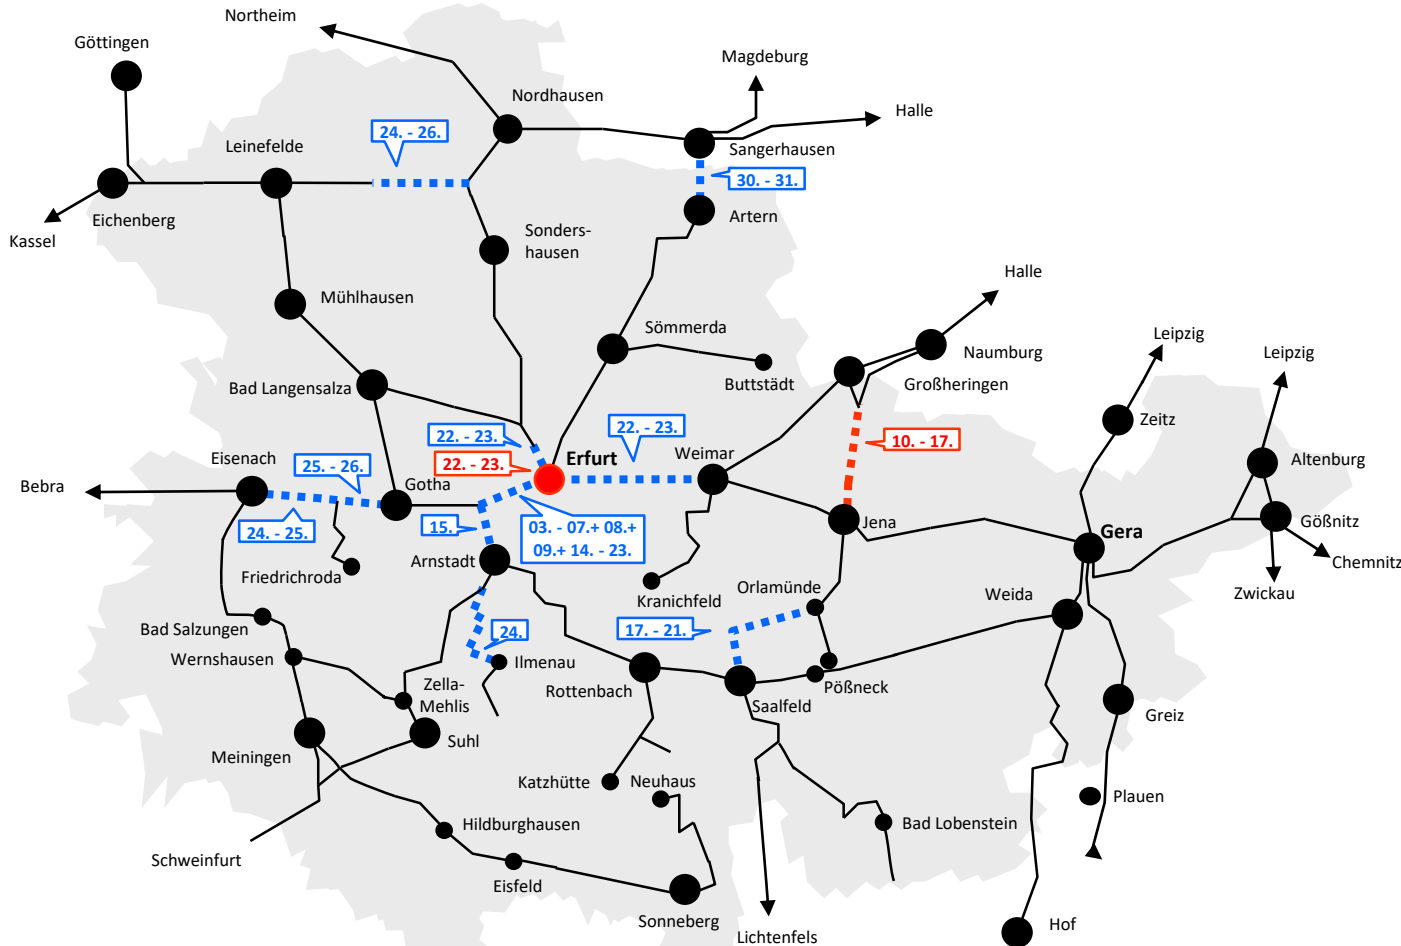 Northeim
Göttingen
Magdeburg
Nordhausen
Halle
24. - 26.
Leinefelde
Sangerhausen
30. - 31.
Eichenberg
Artern
Kassel
Sonders-
hausen
Halle
Mühlhausen
Sömmerda
Leipzig
Naumburg
Leipzig
Buttstädt
Großheringen
Bad Langensalza
Zeitz
22. - 23.
22. - 23.
10. - 17.
Erfurt
Weimar
Eisenach
25. - 26.
22. - 23.
Altenburg
Bebra
Gotha
24. - 25.
15.
03. - 07.+ 08.+
09.+ 14. - 23.
Jena
Gera
Gößnitz
Arnstadt
Chemnitz
Friedrichroda
Kranichfeld
Orlamünde
Weida
Zwickau
Bad Salzungen
17. - 21.
24.
Wernshausen
Ilmenau
Zella-
Mehlis
Rottenbach
Pößneck
Saalfeld
Greiz
Meiningen
Suhl
Katzhütte
Neuhaus
Plauen
Hildburghausen
Bad Lobenstein
Schweinfurt
Eisfeld
Sonneberg
Hof
Lichtenfels